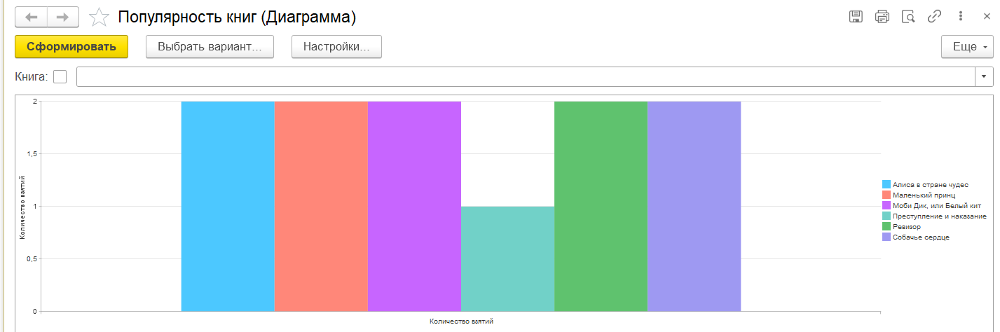 Популярность книг (Диаграмма)
Сформировать
Выбрать вариант...
Настройки...
Еще
Книга:
2
1,5
1
0,5
0
Количество взятий
Количество взятий
Алиса в стране чудес
Маленький принц
Моби Дик, или Белый кит
Преступление и наказание
Ревизор
Собачье сердце